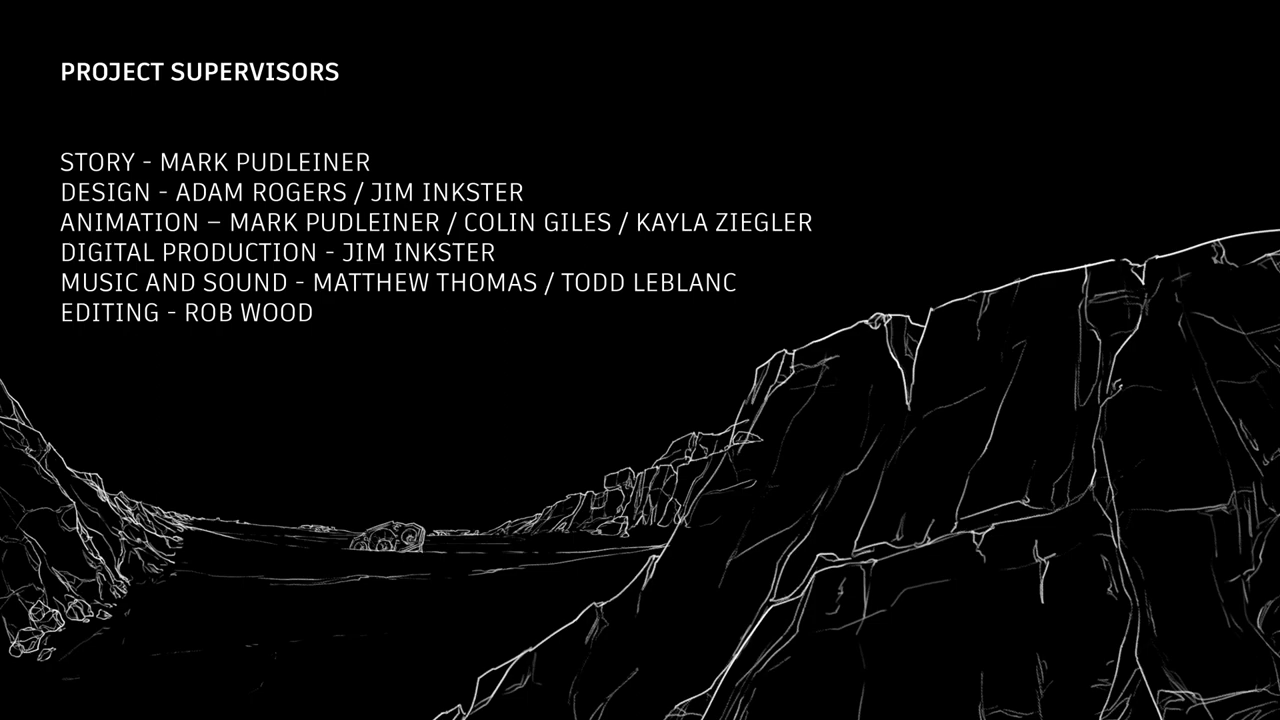 PROJECT SUPERVISORS
STORY - MARK PUDLEINER
DESIGN - ADAM ROGERS / JIM INKSTER
ANIMATION – MARK PUDLEINER / COLIN GILES / KAYLA ZIEGLER
DIGITAL PRODUCTION - JIM INKSTER
MUSIC AND SOUND - MATTHEW THOMAS / TODD LEBLANC
EDITING - ROB WOOD